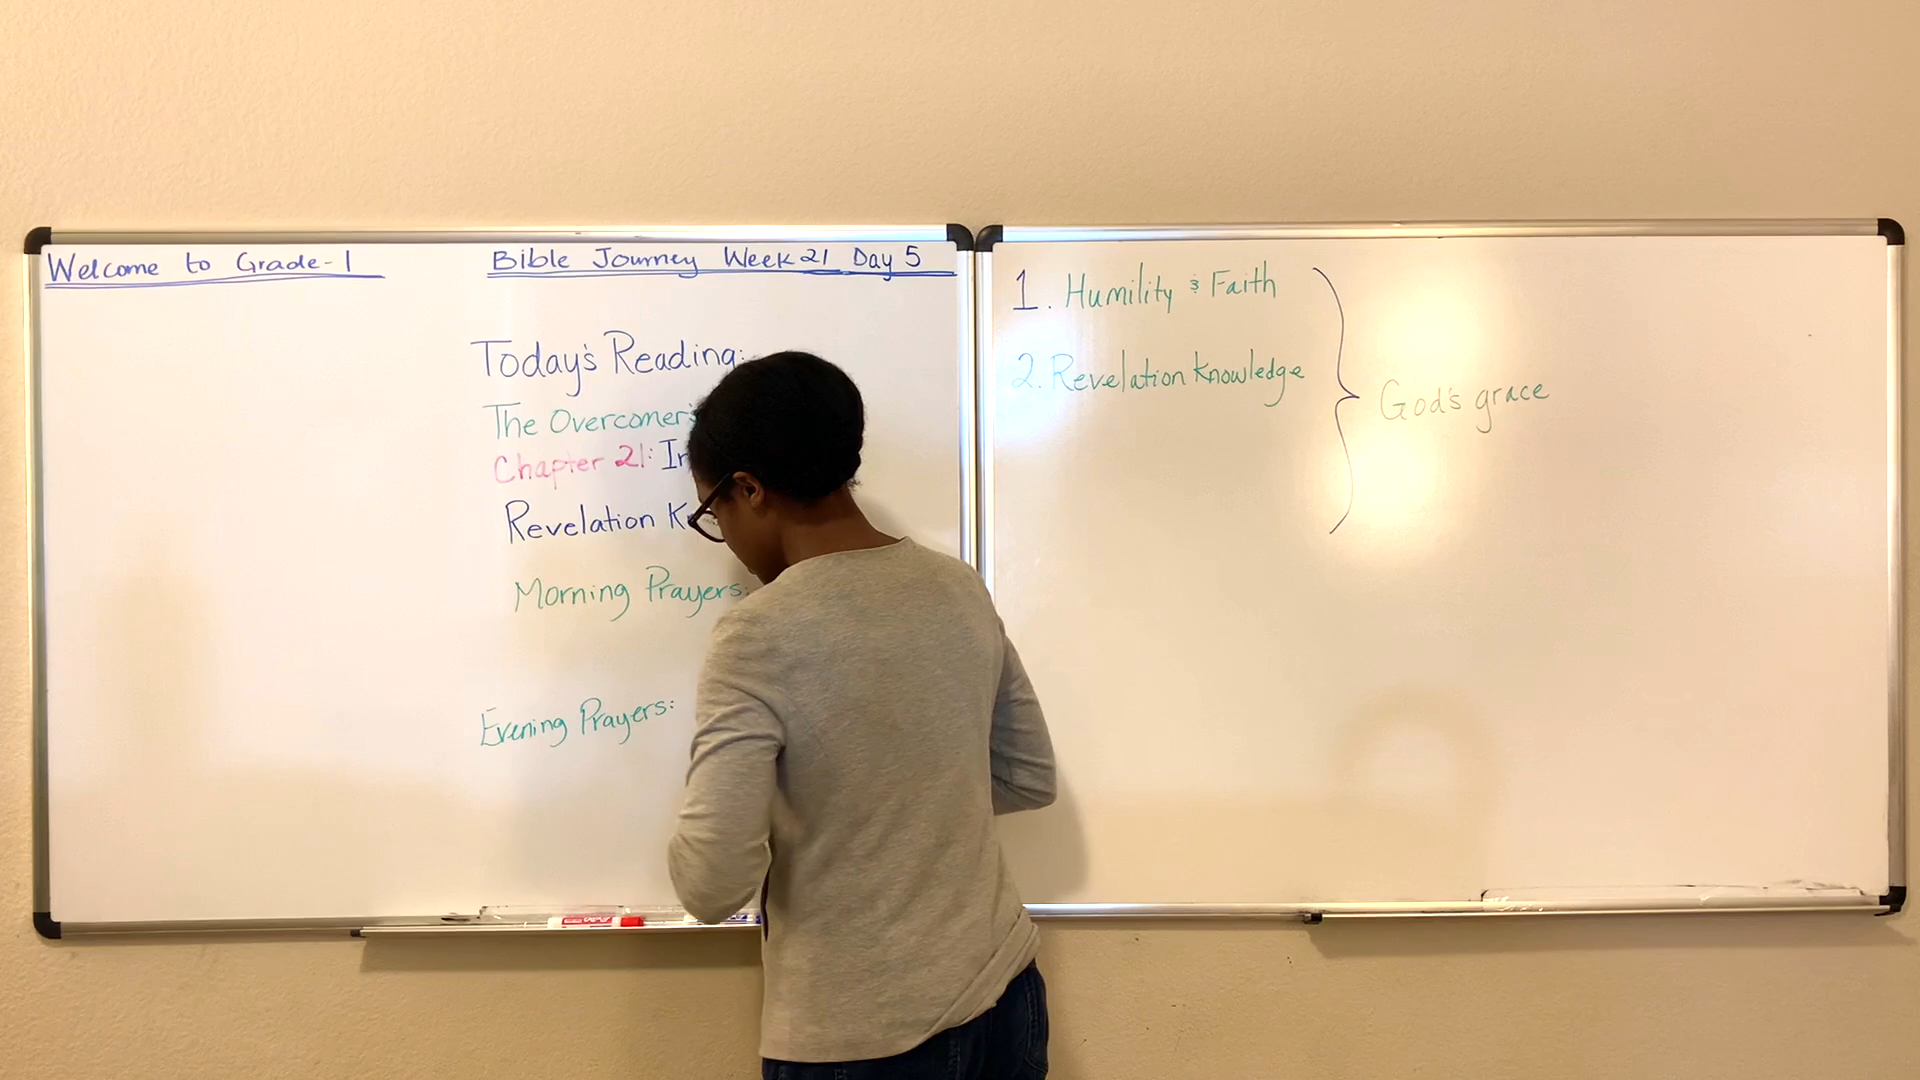 Welcome to Grade-1
Bible Journey Week 21 Day 5
Today's Reading:
The Overcomer's
Chapter 21:
Revelation
Morning Prayers:
Evening Prayers:
1. Humility & Faith
2. Revelation Knowledge
God's grace